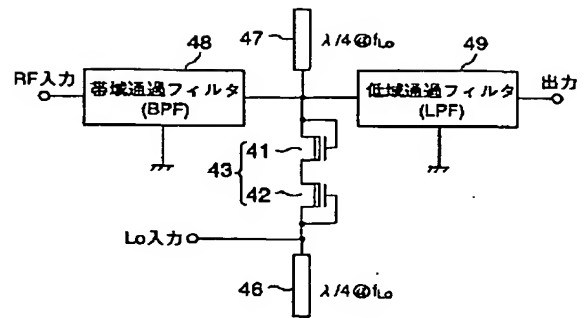 48
47
λ/4@fLo
49
RF入力
帯域通過フィルタ
(BPF)
低域通過フィルタ
(LPF)
出力
43
41
42
Lo入力
46
λ/4@fLo